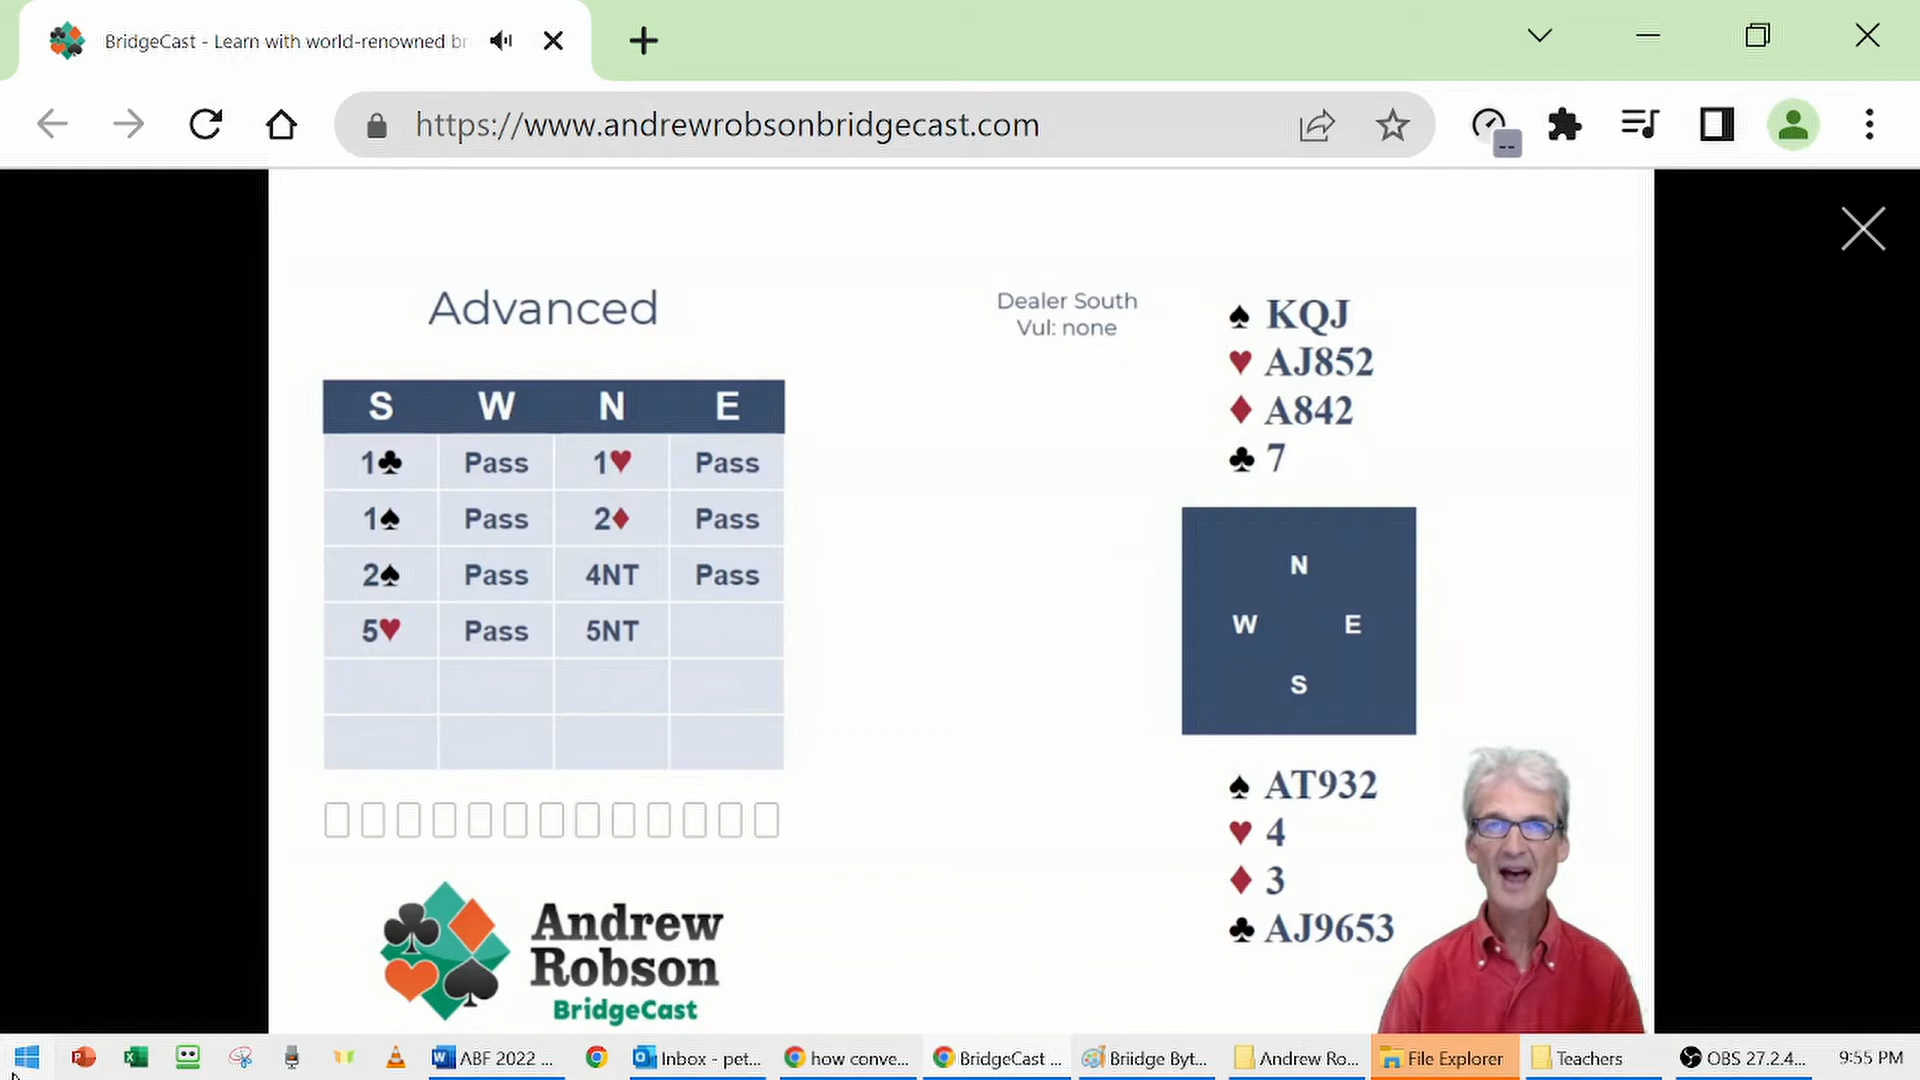 BridgeCast - Learn with world-renowned br
https://www.andrewrobsonbridgecast.com
--
Advanced
Dealer South
Vul: none
♠ KQJ
♥ AJ852
♦ A842
♣ 7
S W N E
1♣ Pass 1♥ Pass
1♠ Pass 2♦ Pass
2♠ Pass 4NT Pass
5♥ Pass 5NT
N
W E
S
♠ AT932
♥ 4
♦ 3
♣ AJ9653
Andrew
Robson
BridgeCast
ABF 2022 ...
Inbox - pet...
how conve...
BridgeCast ...
Briidge Byt...
Andrew Ro...
File Explorer
Teachers
OBS 27.2.4...
9:55 PM